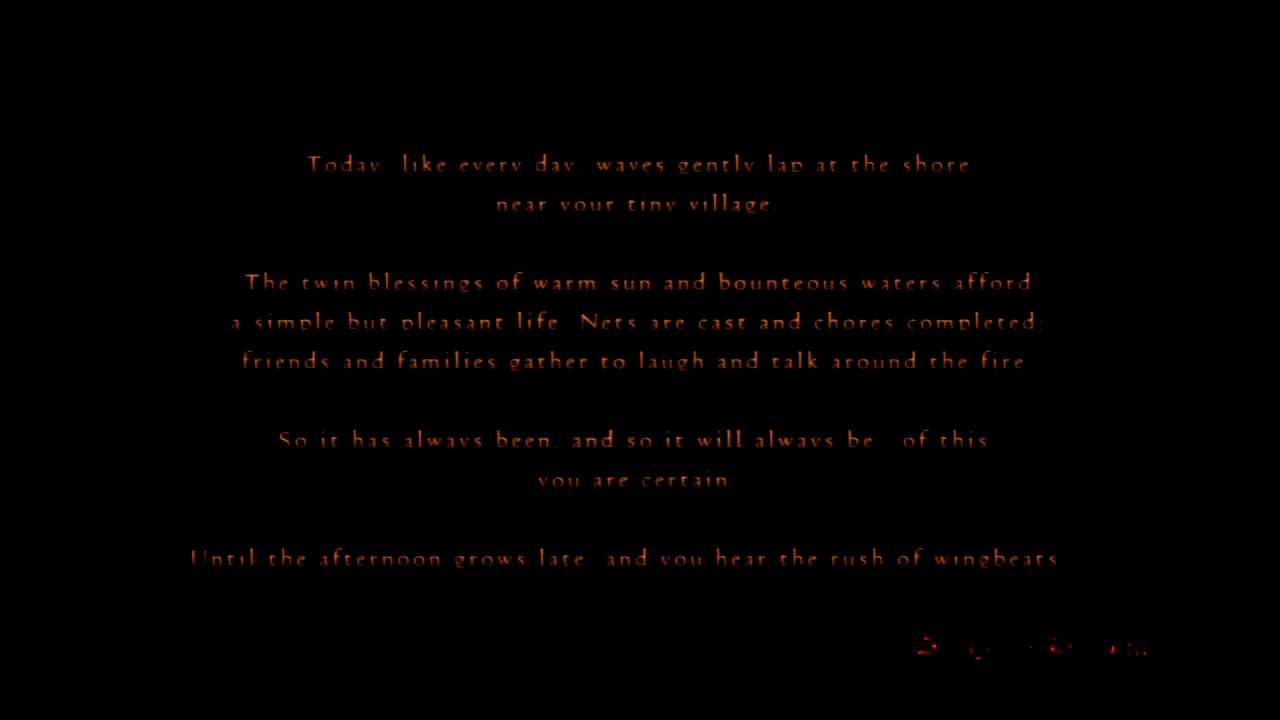 Today like every day, waves gently lap at the shore
near your tiny village.
The twin blessings of warm sun and bounteous waters afford
a simple but pleasant life. Nets are cast and chores completed;
friends and families gather to laugh and talk around the fire
So it has always been, and so it will always be of this
you are certain
Until the afternoon grows late and you hear the rush of wingbeats